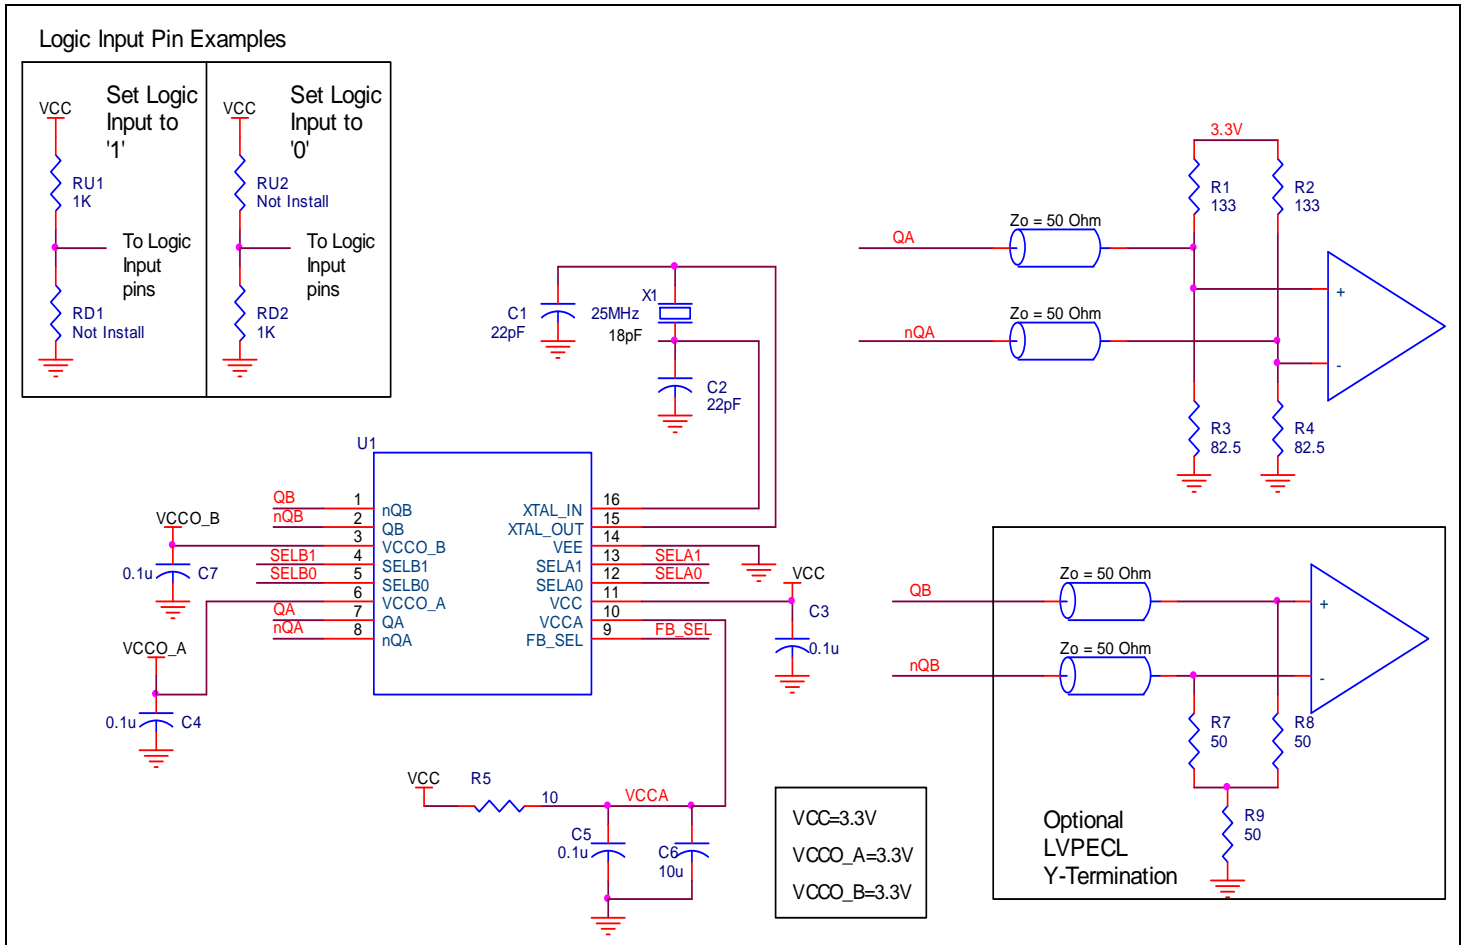 Logic Input Pin Examples
VCC
Set Logic
Input to
'1'
RU1
1K
To Logic
Input
pins
RD1
Not Install
VCC
Set Logic
Input to
'0'
RU2
Not Install
To Logic
Input
pins
RD2
1K
C1
22pF
X1
25MHz
18pF
C2
22pF
3.3V
R1
133
R2
133
QA
Zo = 50 Ohm
nQA
Zo = 50 Ohm
+
-
R3
82.5
R4
82.5
U1
QB
1
nQB
nQB
2
QB
VCCO_B
3
VCCO_B
SELB1
4
SELB1
SELB0
5
SELB0
6
VCCO_A
QA
7
QA
nQA
8
nQA
0.1u
C7
VCCO_A
0.1u
C4
16
XTAL_IN
15
XTAL_OUT
14
VEE
13
SELA1
SELA1
12
SELA0
SELA0
11
VCC
10
VCCA
9
FB_SEL
FB_SEL
VCC
C3
0.1u
VCC
R5
10
VCCA
C5
0.1u
C6
10u
VCC=3.3V
VCCO_A=3.3V
VCCO_B=3.3V
QB
Zo = 50 Ohm
nQB
Zo = 50 Ohm
+
-
R7
50
R8
50
R9
50
Optional
LVPECL
Y-Termination